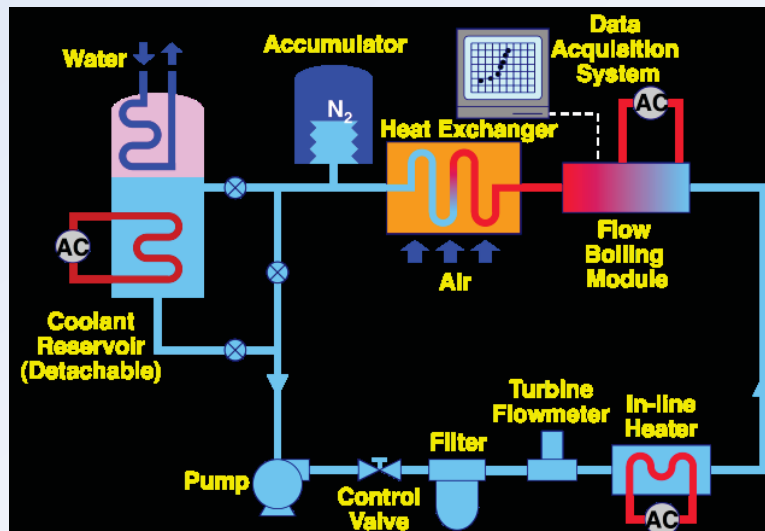 Water
Accumulator
N2
Data
Acquisition
System
AC
Heat Exchanger
Flow
Boiling
Module
Air
AC
Coolant
Reservoir
(Detachable)
Turbine
Flowmeter
In-line
Heater
Filter
Pump
Control
Valve
AC